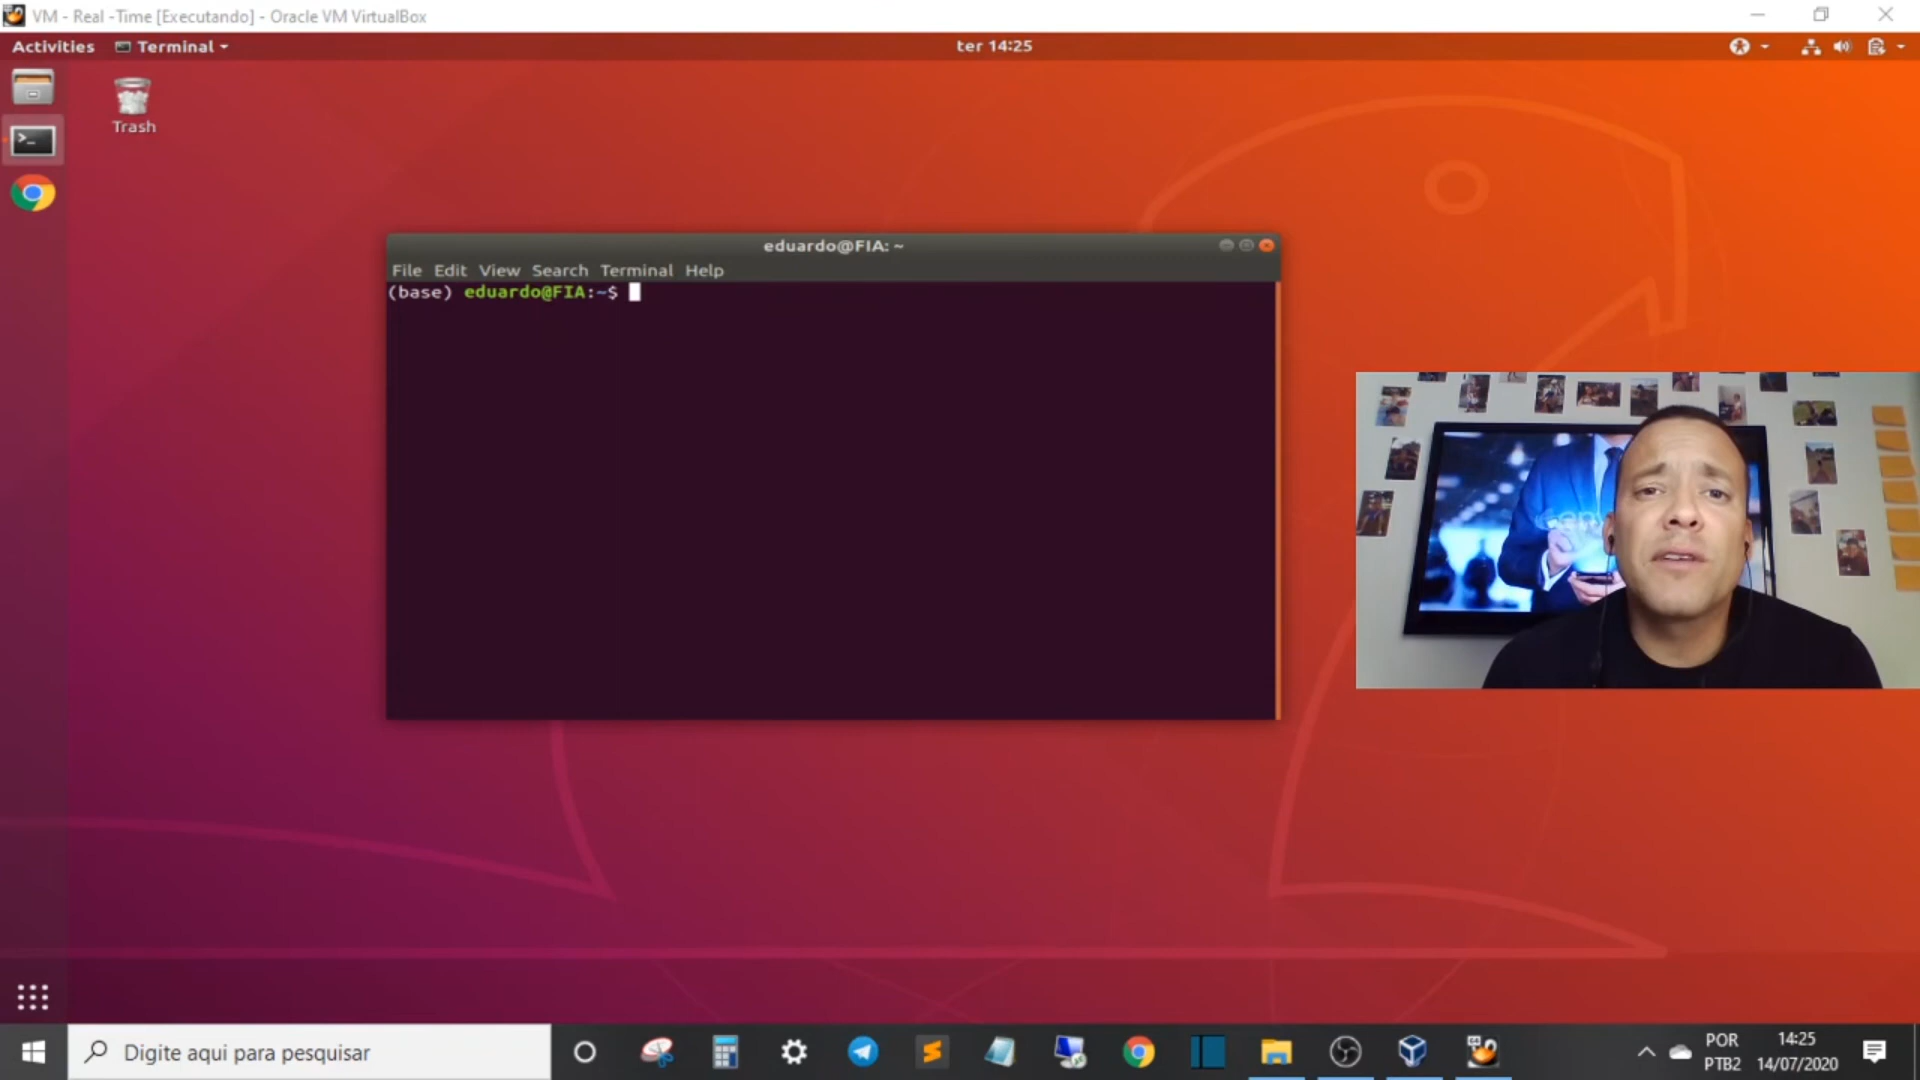 VM - Real -Time [Executando] - Oracle VM VirtualBox
Activities Terminal ter 14:25
Trash
eduardo@FIA: ~
File Edit View Search Terminal Help
(base) eduardo@FIA:~$
Digite aqui para pesquisar
POR 14:25
PTB2 14/07/2020